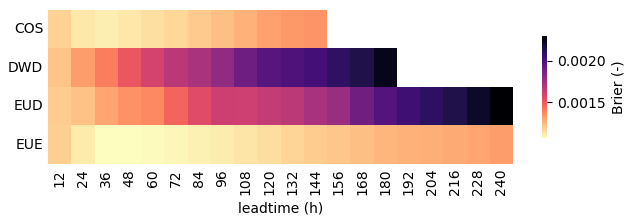 COS
DWD
EUD
EUE
12 24 36 48 60 72 84 96 108 120 132 144 156 168 180 192 204 216 228 240
leadtime (h)
0.0020
0.0015
Brier (-)